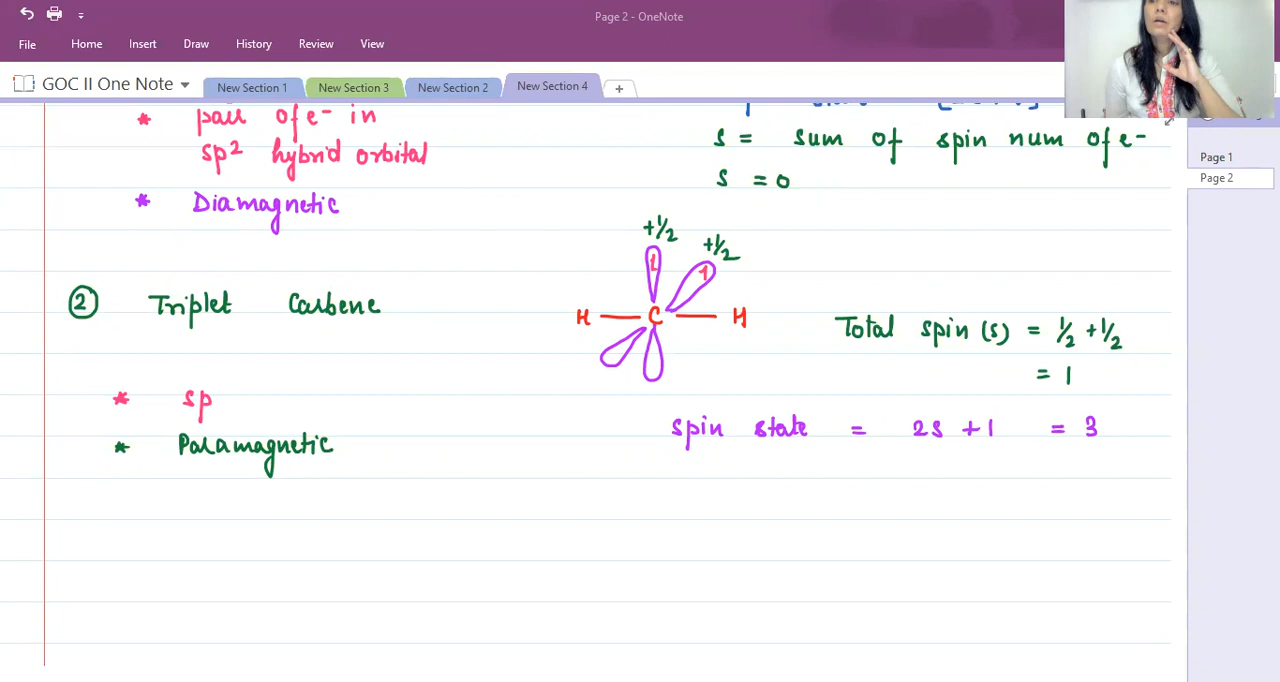 Page 2 - OneNote
File Home Insert Draw History Review View
GOC II One Note New Section 1 New Section 3 New Section 2 New Section 4 +
Page 1
Page 2
* pair of e- in
sp2 hybrid orbital
* Diamagnetic
s = sum of spin num of e-
s = 0
② Triplet Carbene
+1/2 +1/2
1 1
H — C — H
Total spin (s) = 1/2 + 1/2
= 1
* sp
* Paramagnetic
spin state = 2s + 1 = 3